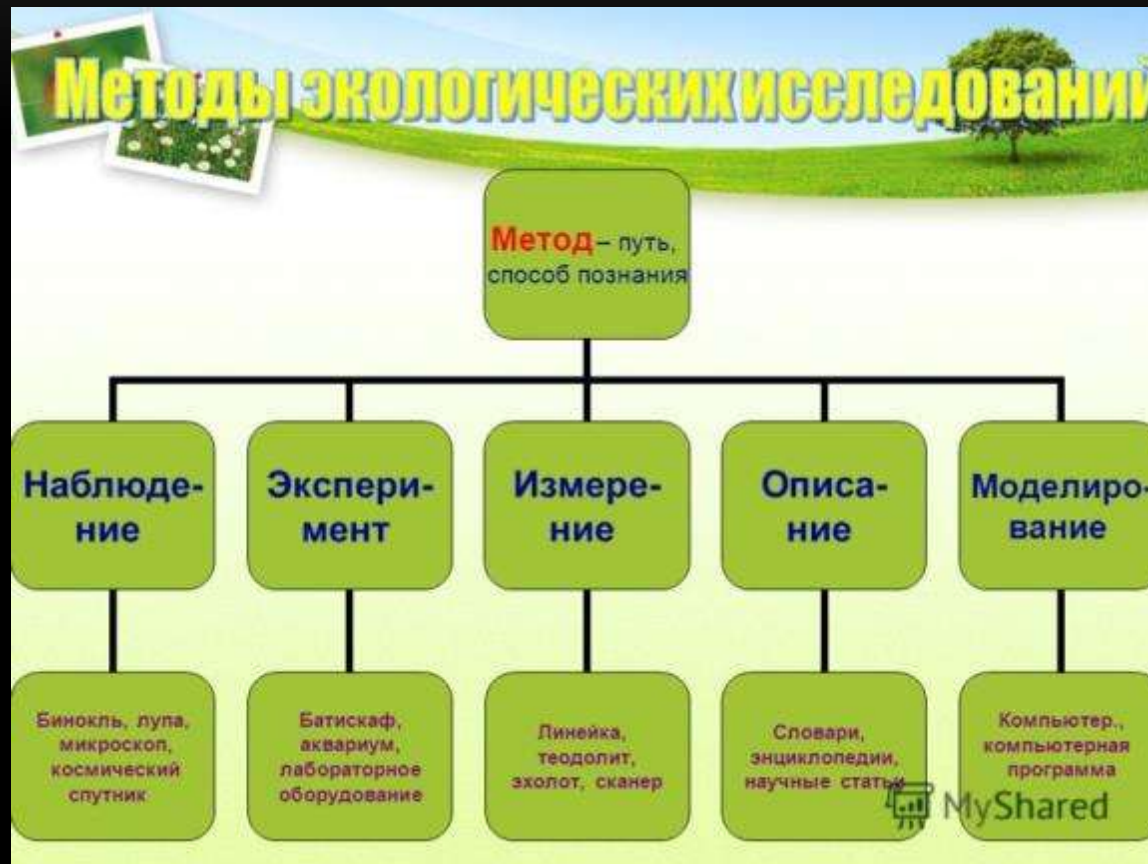 Методы экологических исследований
Метод – путь,
способ познания
Наблюде-
ние
Экспери-
мент
Измере-
ние
Описа-
ние
Моделиро-
вание
Бинокль, лупа,
микроскоп,
космический
спутник
Батискаф,
аквариум,
лабораторное
оборудование
Линейка,
теодолит,
эхолот, сканер
Словари,
энциклопедии,
научные статьи
Компьютер.,
компьютерная
программа
MyShared